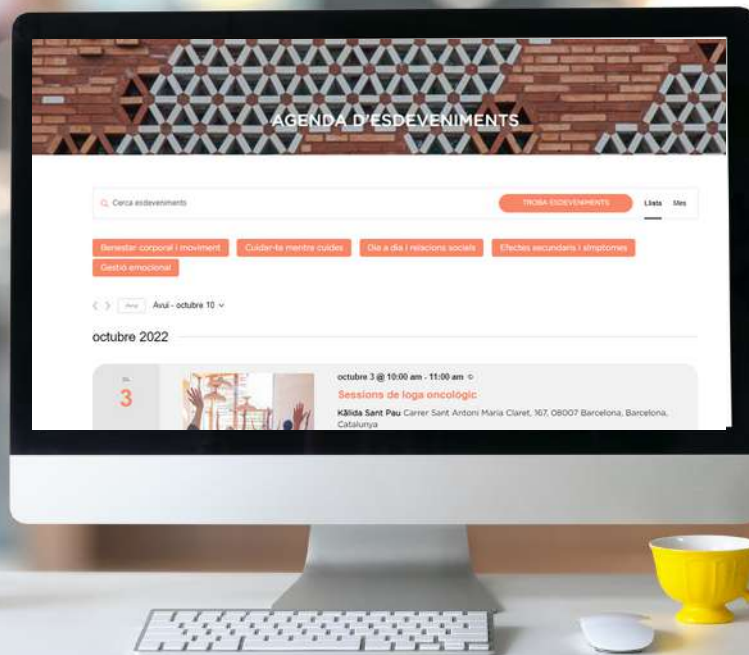 AGENDA D'ESDEVENIMENTS
Cerca esdeveniments
TROBA ESDEVENIMENTS
Llista
Mes
Benestar corporal i moviment
Cuidar-te mentre cuides
Dia a dia i relacions socials
Efectes secundaris i símptomes
Gestió emocional
Avui - octubre 10
octubre 2022
DL
3
octubre 3 @ 10:00 am - 11:00 am
Sessions de Ioga oncològic
Kālida Sant Pau Carrer Sant Antoni Maria Claret, 167, 08007 Barcelona, Barcelona,
Catalunya